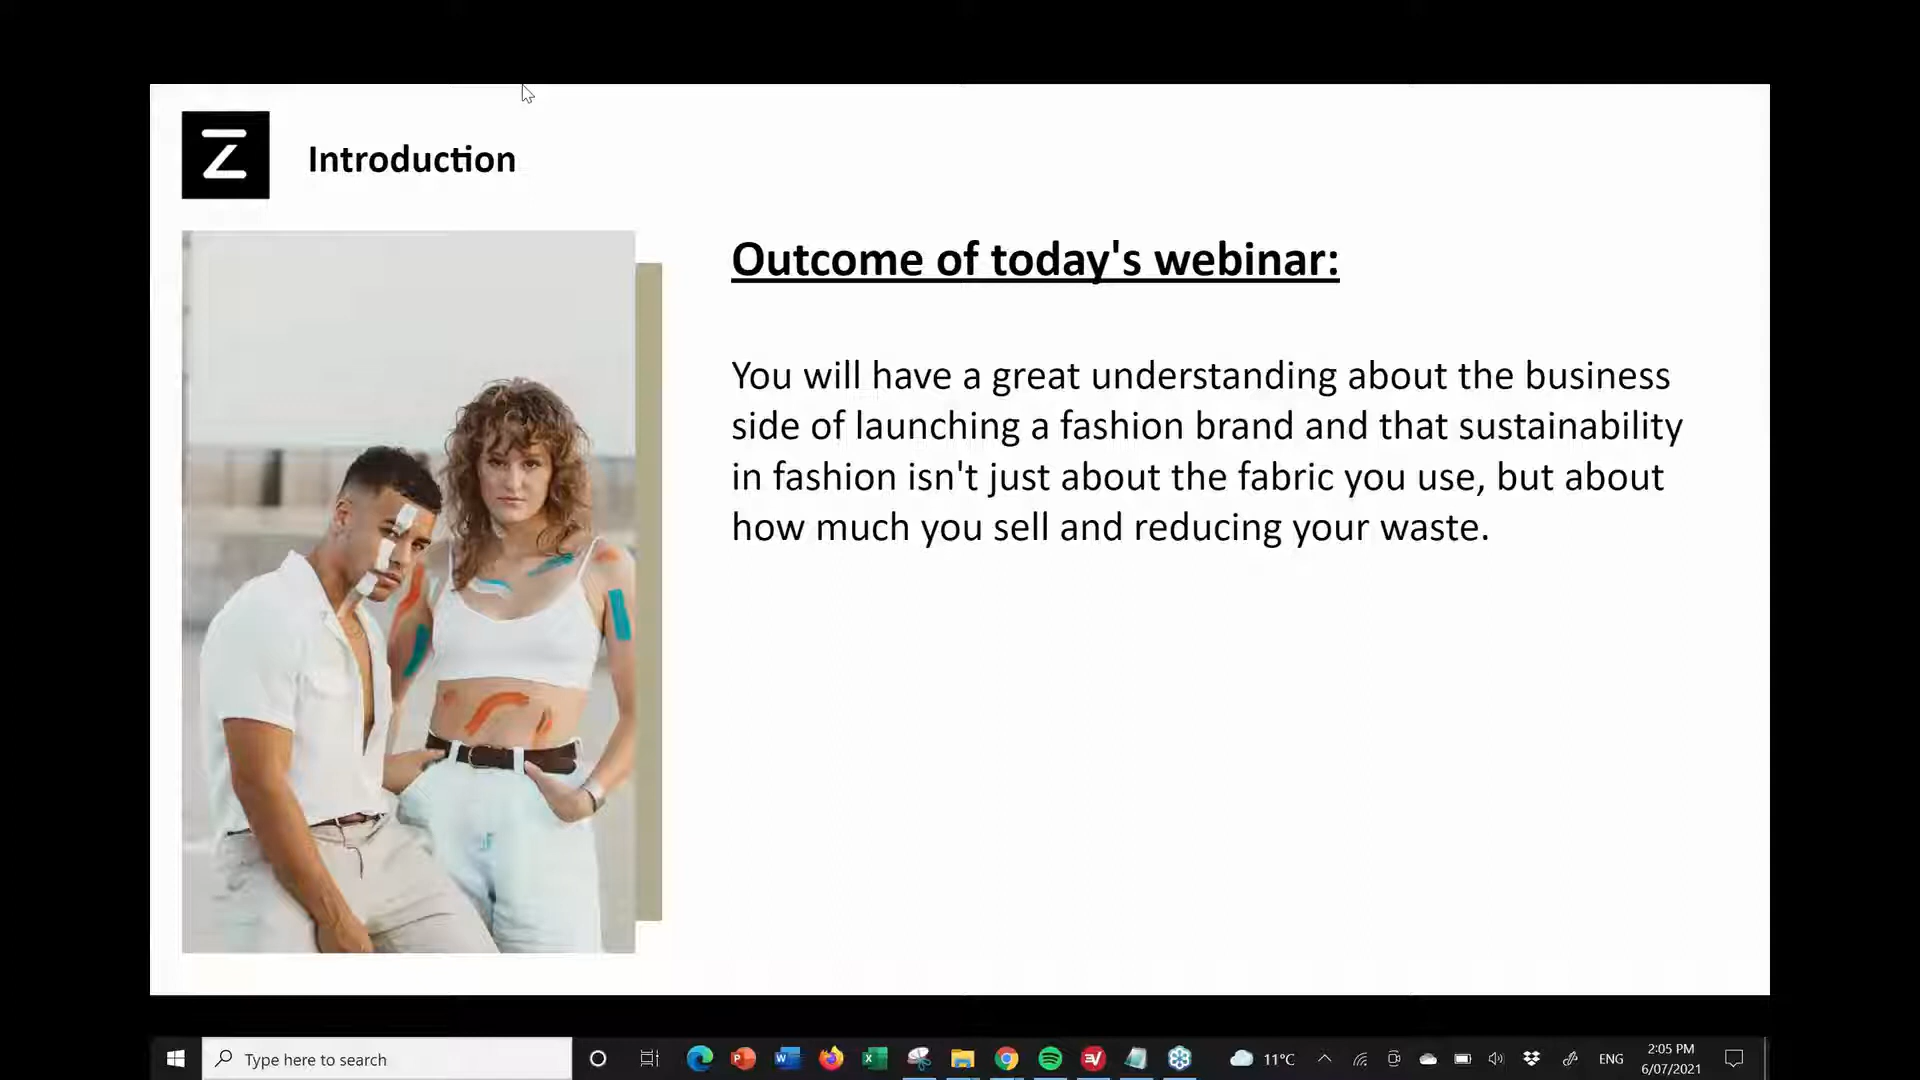 Z
Introduction
Outcome of today's webinar:
You will have a great understanding about the business
side of launching a fashion brand and that sustainability
in fashion isn't just about the fabric you use, but about
how much you sell and reducing your waste.
Type here to search
11°C
ENG
2:05 PM
6/07/2021